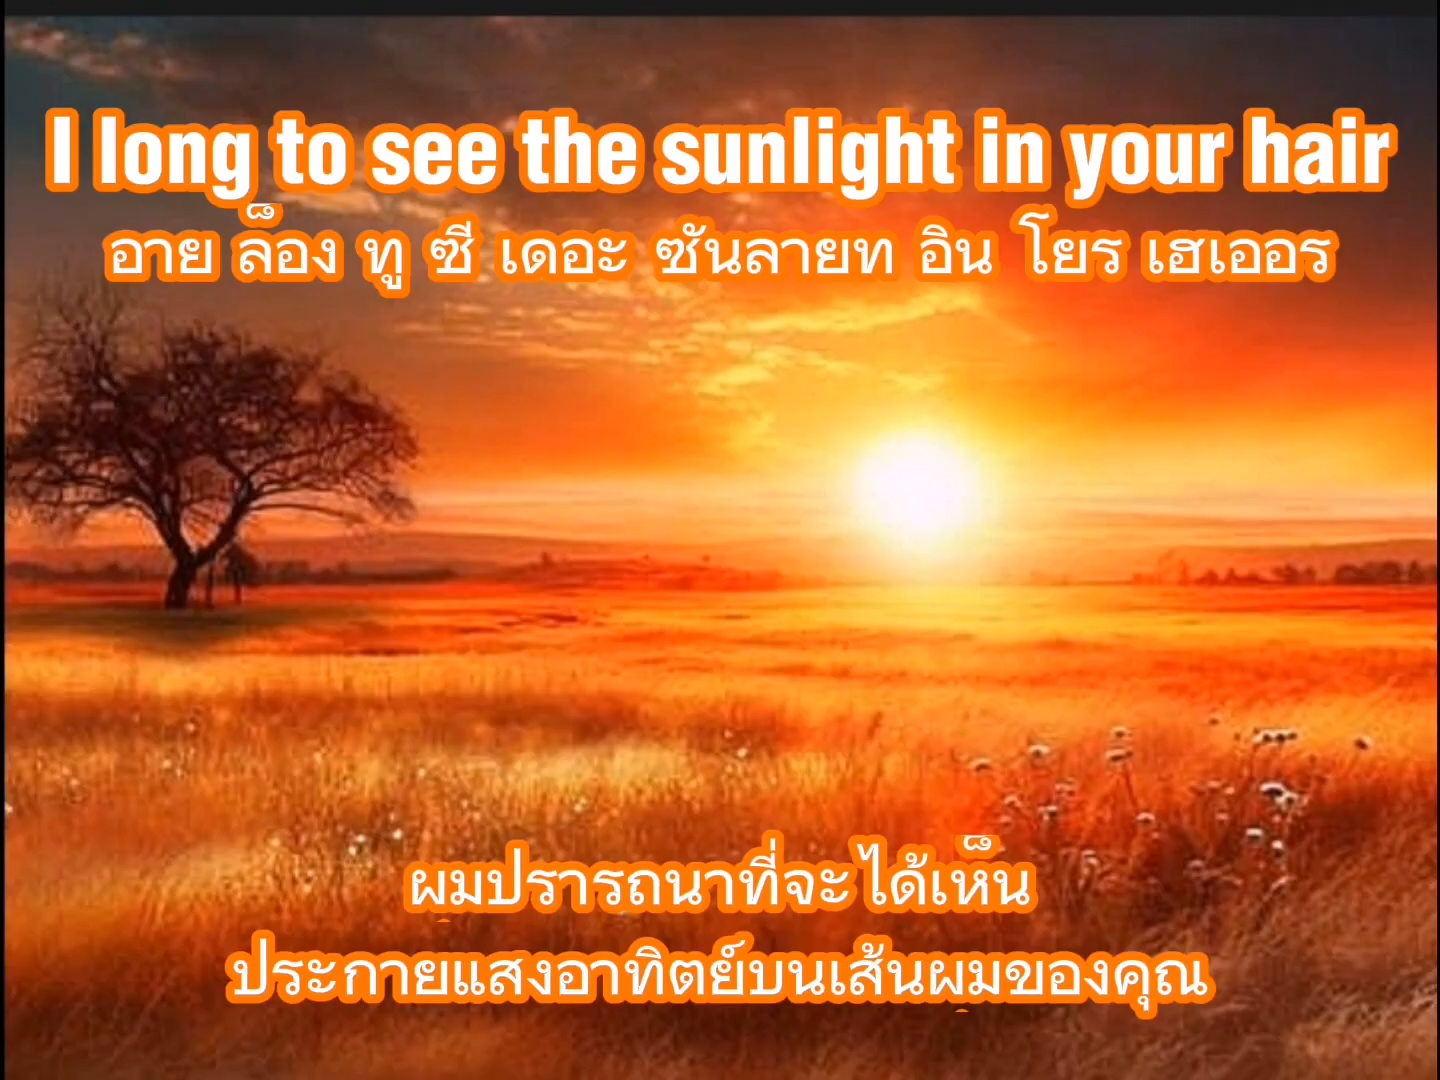 I long to see the sunlight in your hair
อาย ล็อง ทู ซี เดอะ ซันลายท อิน โยร เฮเออร
ผมปรารถนาที่จะได้เห็น
ประกายแสงอาทิตย์บนเส้นผมของคุณ